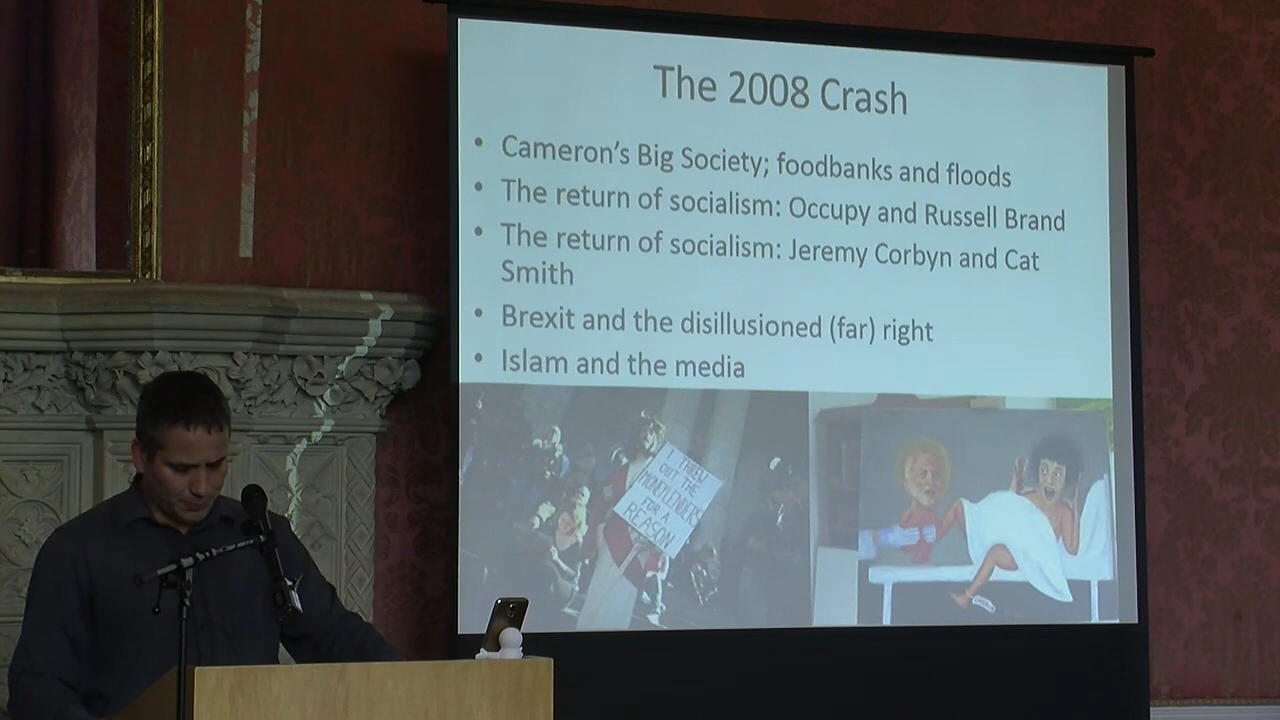 The 2008 Crash
• Cameron's Big Society; foodbanks and floods
• The return of socialism: Occupy and Russell Brand
• The return of socialism: Jeremy Corbyn and Cat
Smith
• Brexit and the disillusioned (far) right
• Islam and the media
I THREW
OUT THE
MONEYLENDERS
FOR A
REASON!